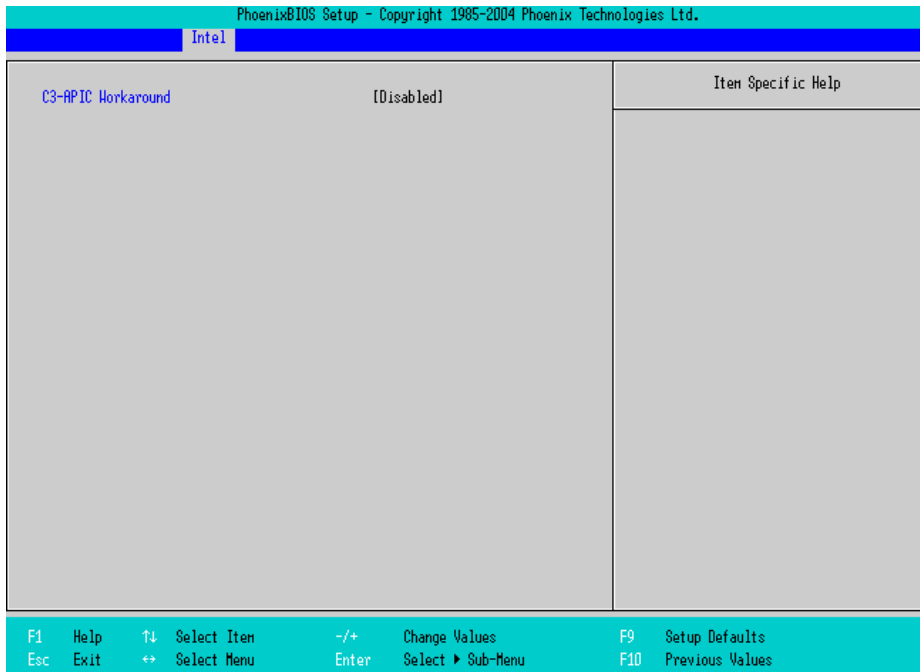 PhoenixBIOS Setup - Copyright 1985-2004 Phoenix Technologies Ltd.
Intel
C3-APIC Workaround [Disabled]
Item Specific Help
F1 Help ↑↓ Select Item -/+ Change Values F9 Setup Defaults
Esc Exit ↔ Select Menu Enter Select ▶ Sub-Menu F10 Previous Values